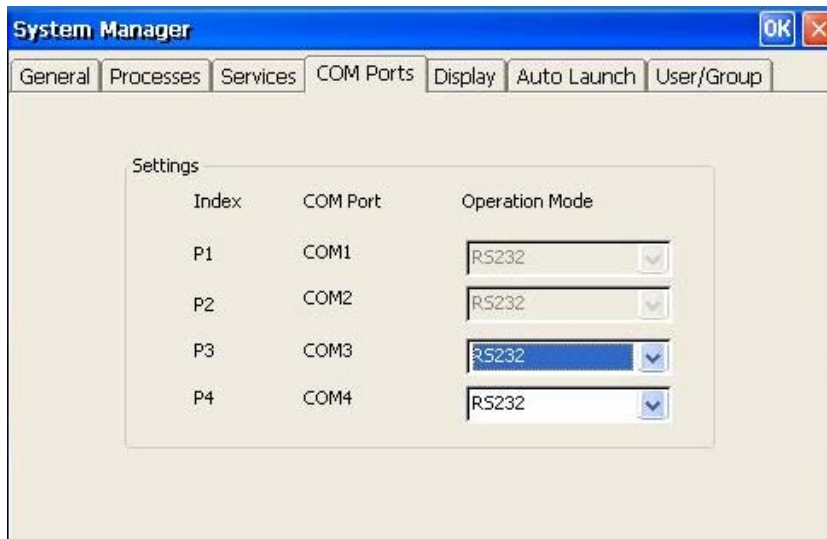 System Manager OK
General Processes Services COM Ports Display Auto Launch User/Group
Settings
Index COM Port Operation Mode
P1 COM1 RS232
P2 COM2 RS232
P3 COM3 RS232
P4 COM4 RS232